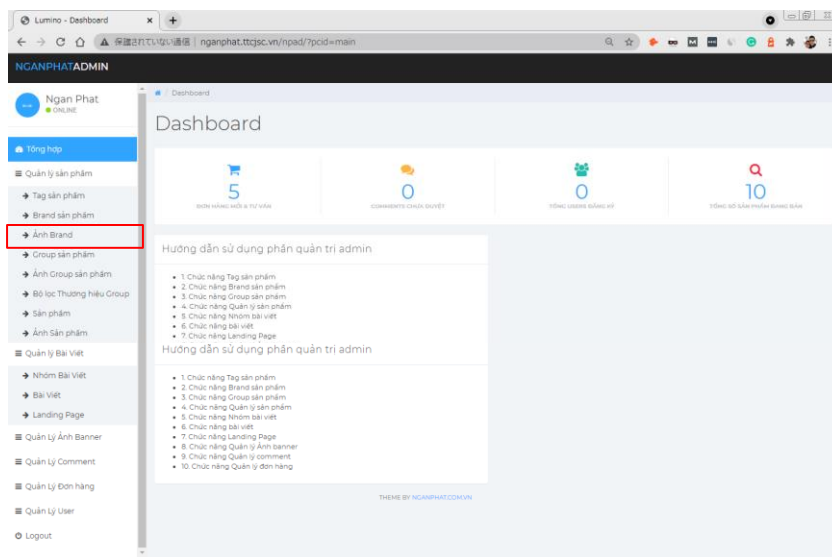 Lumino - Dashboard
保護されていない通信 | nganphat.ttcjsc.vn/npad/?pcid=main
NGANPHATADMIN
Ngan Phat
ONLINE
Tổng hợp
Quản lý sản phẩm
Tag sản phẩm
Brand sản phẩm
Ảnh Brand
Group sản phẩm
Ảnh Group sản phẩm
Bộ lọc Thương hiệu Group
Sản phẩm
Ảnh Sản phẩm
Quản lý Bài Viết
Nhóm Bài Viết
Bài Viết
Landing Page
Quản Lý Ảnh Banner
Quản Lý Comment
Quản Lý Đơn hàng
Quản Lý User
Logout
/ Dashboard
Dashboard
5
ĐƠN HÀNG MỚI & TƯ VẤN
0
COMMENTS CHƯA DUYỆT
0
TỔNG USERS ĐĂNG KÝ
10
TỔNG SỐ SẢN PHẨM ĐANG BÁN
Hướng dẫn sử dụng phần quản trị admin
1. Chức năng Tag sản phẩm
2. Chức năng Brand sản phẩm
3. Chức năng Group sản phẩm
4. Chức năng Quản lý sản phẩm
5. Chức năng Nhóm bài viết
6. Chức năng bài viết
7. Chức năng Landing Page
Hướng dẫn sử dụng phần quản trị admin
1. Chức năng Tag sản phẩm
2. Chức năng Brand sản phẩm
3. Chức năng Group sản phẩm
4. Chức năng Quản lý sản phẩm
5. Chức năng Nhóm bài viết
6. Chức năng bài viết
7. Chức năng Landing Page
8. Chức năng Quản lý Ảnh banner
9. Chức năng Quản lý comment
10. Chức năng Quản lý đơn hàng
THEME BY NGANPHAT.COM.VN